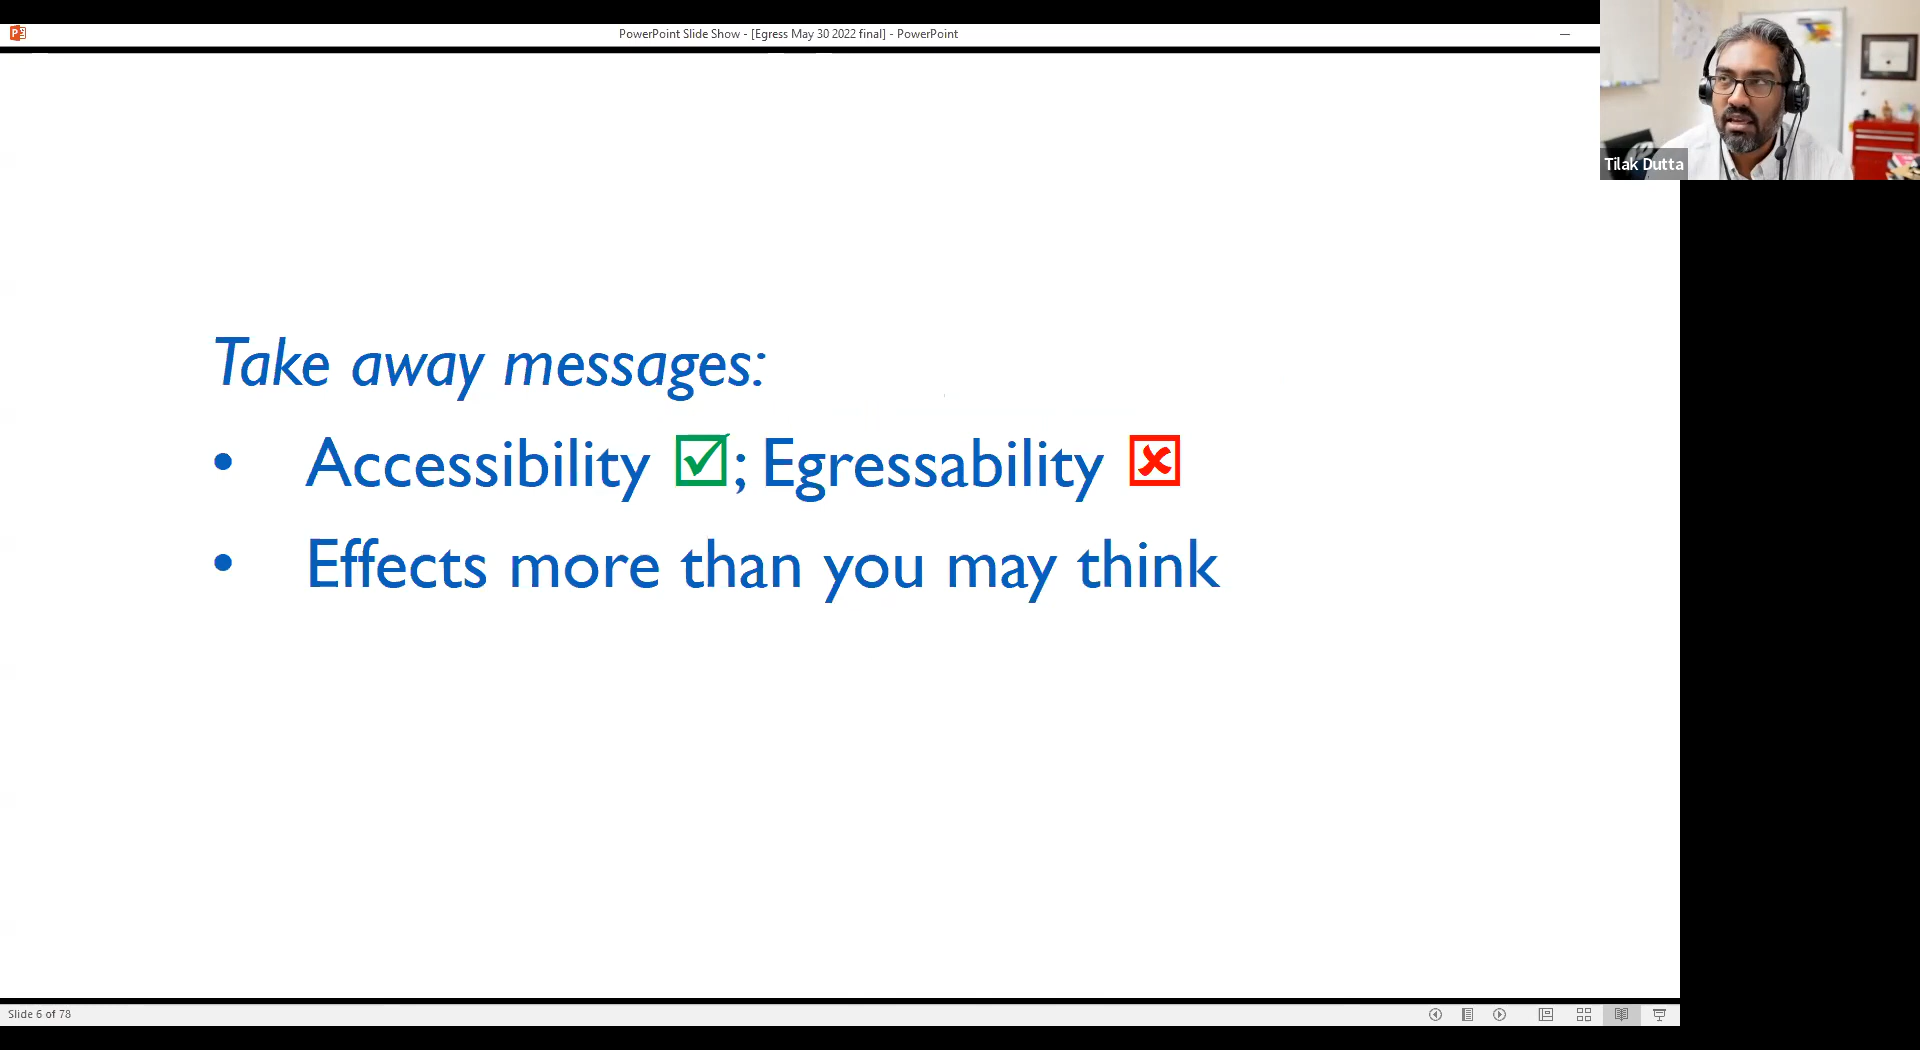 PowerPoint Slide Show - [Egress May 30 2022 final] - PowerPoint
Tilak Dutta
Take away messages:
• Accessibility ☑; Egressability ☒
• Effects more than you may think
Slide 6 of 78